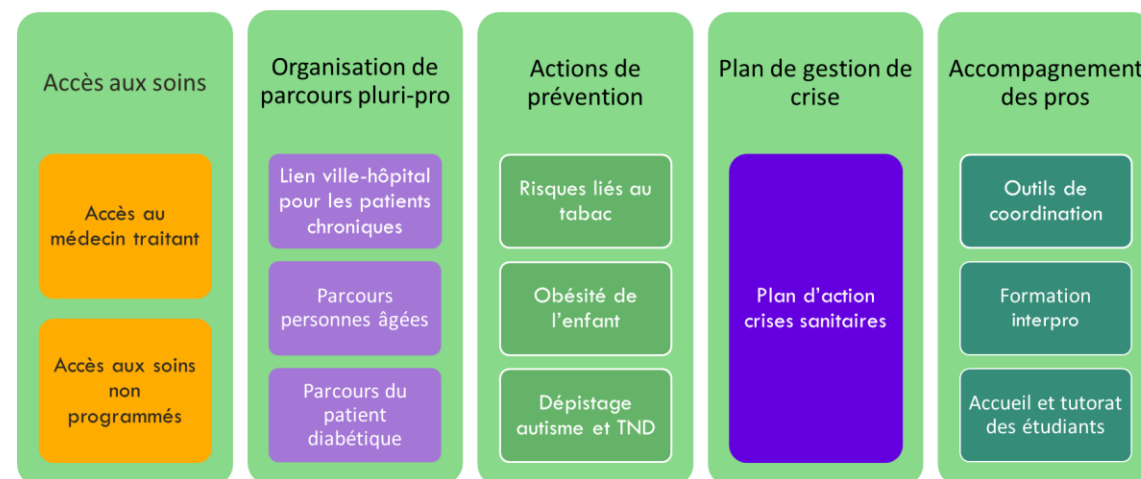 Accès aux soins
Accès au
médecin traitant
Accès aux soins
non
programmés
Organisation de
parcours pluri-pro
Lien ville-hôpital
pour les patients
chroniques
Parcours
personnes âgées
Parcours du
patient
diabétique
Actions de
prévention
Risques liés au
tabac
Obésité de
l’enfant
Dépistage
autisme et TND
Plan de gestion de
crise
Plan d’action
crises sanitaires
Accompagnement
des pros
Outils de
coordination
Formation
interpro
Accueil et tutorat
des étudiants